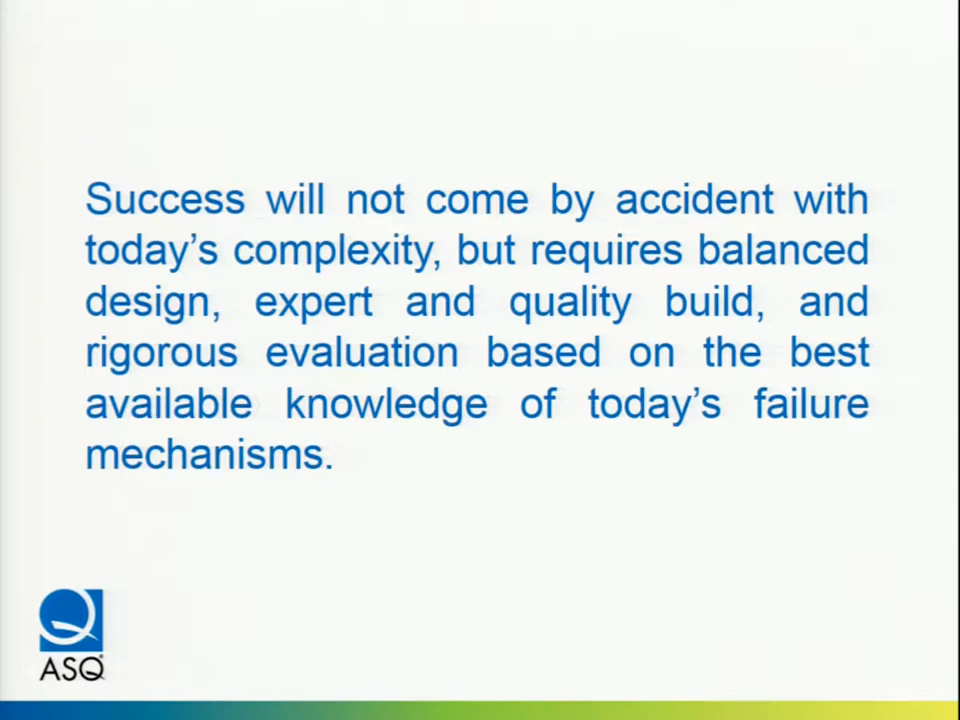 Success will not come by accident with
today’s complexity, but requires balanced
design, expert and quality build, and
rigorous evaluation based on the best
available knowledge of today’s failure
mechanisms.
ASQ